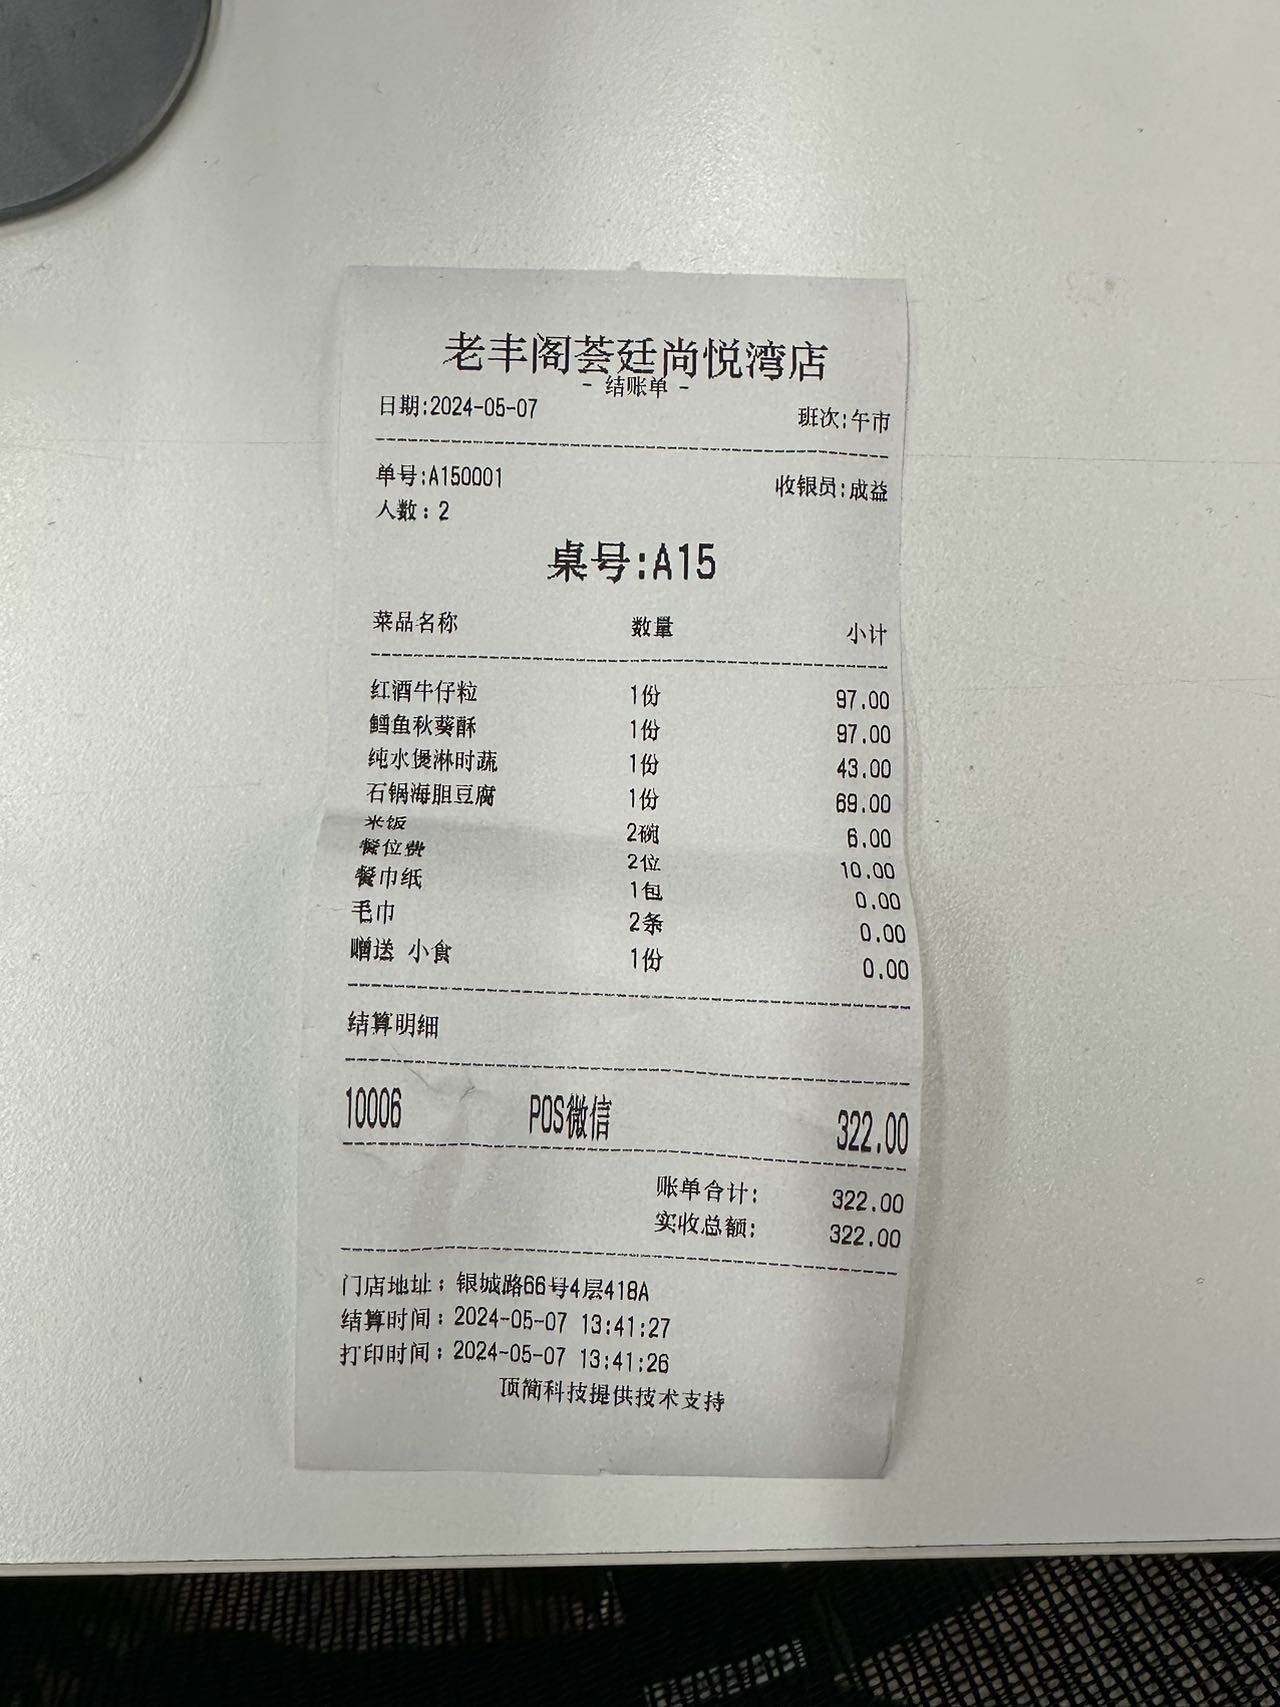 老丰阁荟廷尚悦湾店
- 结账单 -
日期:2024-05-07 班次:午市
单号:A150001 收银员:成益
人数: 2
桌号:A15
菜品名称 数量 小计
红酒牛仔粒 1份 97.00
鳕鱼秋葵酥 1份 97.00
纯水煲淋时蔬 1份 43.00
石锅海胆豆腐 1份 69.00
米饭 2碗 6.00
餐位费 2位 10.00
餐巾纸 1包 0.00
毛巾 2条 0.00
赠送 小食 1份 0.00
结算明细
10006 POS微信 322.00
账单合计: 322.00
实收总额: 322.00
门店地址: 银城路66号4层418A
结算时间: 2024-05-07 13:41:27
打印时间: 2024-05-07 13:41:26
顶简科技提供技术支持